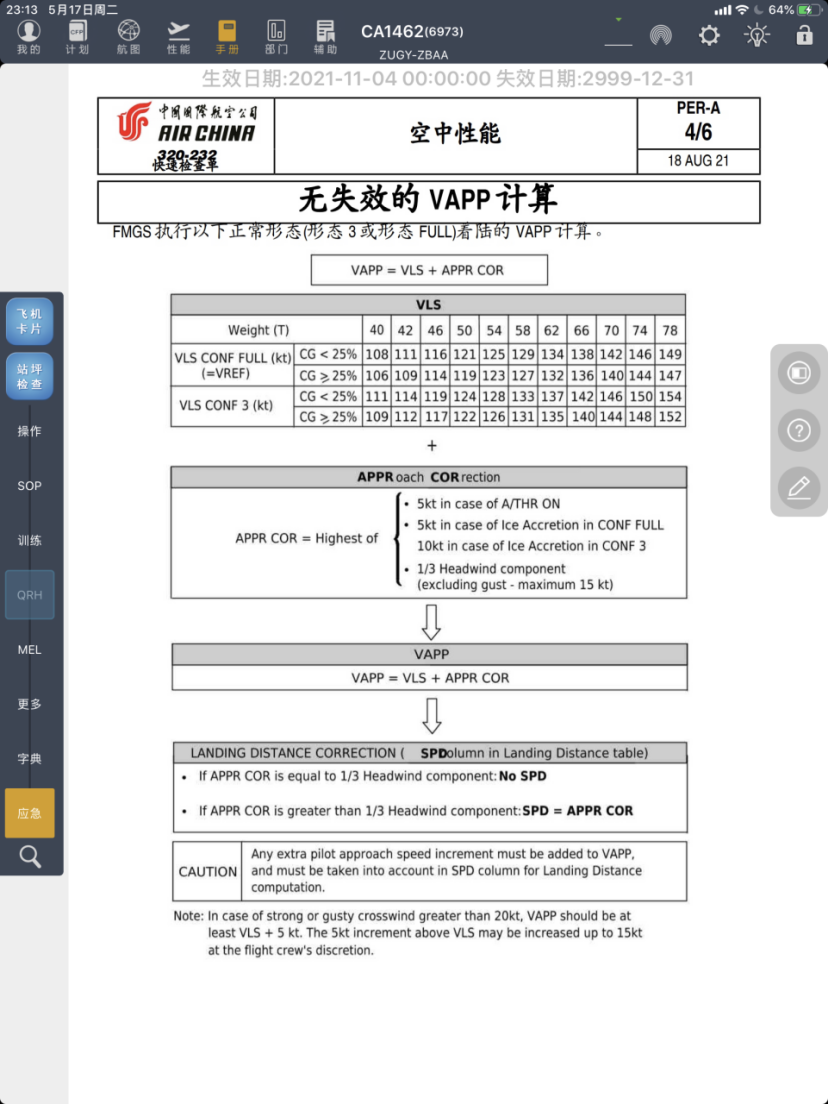 23:13 5月17日周二
64%
我的
CFP
计划
航图
性能
手册
部门
辅助
CA1462(6973)
ZUGY-ZBAA
生效日期:2021-11-04 00:00:00 失效日期:2999-12-31
中国国际航空公司
AIR CHINA
320-232
快速检查单
空中性能
PER-A
4/6
18 AUG 21
无失效的 VAPP 计算
FMGS 执行以下正常形态(形态 3 或形态 FULL)着陆的 VAPP 计算。
VAPP = VLS + APPR COR
VLS
Weight (T) 40 42 46 50 54 58 62 66 70 74 78
VLS CONF FULL (kt) (=VREF)
CG < 25% 108 111 116 121 125 129 134 138 142 146 149
CG ⩾ 25% 106 109 114 119 123 127 132 136 140 144 147
VLS CONF 3 (kt)
CG < 25% 111 114 119 124 128 133 137 142 146 150 154
CG ⩾ 25% 109 112 117 122 126 131 135 140 144 148 152
+
APPRoach CORrection
APPR COR = Highest of
• 5kt in case of A/THR ON
• 5kt in case of Ice Accretion in CONF FULL
10kt in case of Ice Accretion in CONF 3
• 1/3 Headwind component
(excluding gust - maximum 15 kt)
VAPP
VAPP = VLS + APPR COR
LANDING DISTANCE CORRECTION ( SPDolumn in Landing Distance table)
• If APPR COR is equal to 1/3 Headwind component: No SPD
• If APPR COR is greater than 1/3 Headwind component: SPD = APPR COR
CAUTION
Any extra pilot approach speed increment must be added to VAPP,
and must be taken into account in SPD column for Landing Distance
computation.
Note: In case of strong or gusty crosswind greater than 20kt, VAPP should be at
least VLS + 5 kt. The 5kt increment above VLS may be increased up to 15kt
at the flight crew's discretion.
飞机
卡片
站坪
检查
操作
SOP
训练
QRH
MEL
更多
字典
应急
?